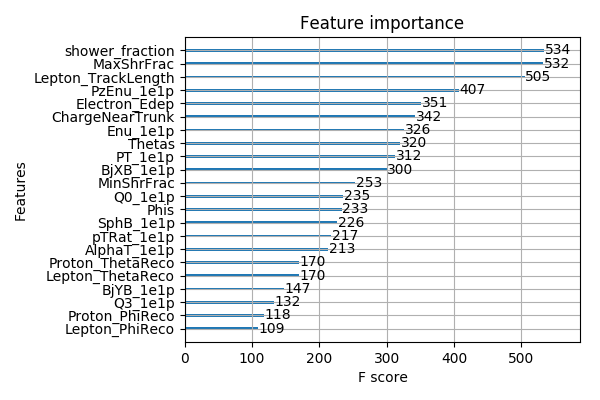 Feature importance
Features
shower_fraction 534
MaxShrFrac 532
Lepton_TrackLength 505
PzEnu_1e1p 407
Electron_Edep 351
ChargeNearTrunk 342
Enu_1e1p 326
Thetas 320
PT_1e1p 312
BjXB_1e1p 300
MinShrFrac 253
Q0_1e1p 235
Phis 233
SphB_1e1p 226
pTRat_1e1p 217
AlphaT_1e1p 213
Proton_ThetaReco 170
Lepton_ThetaReco 170
BjYB_1e1p 147
Q3_1e1p 132
Proton_PhiReco 118
Lepton_PhiReco 109
0 100 200 300 400 500
F score